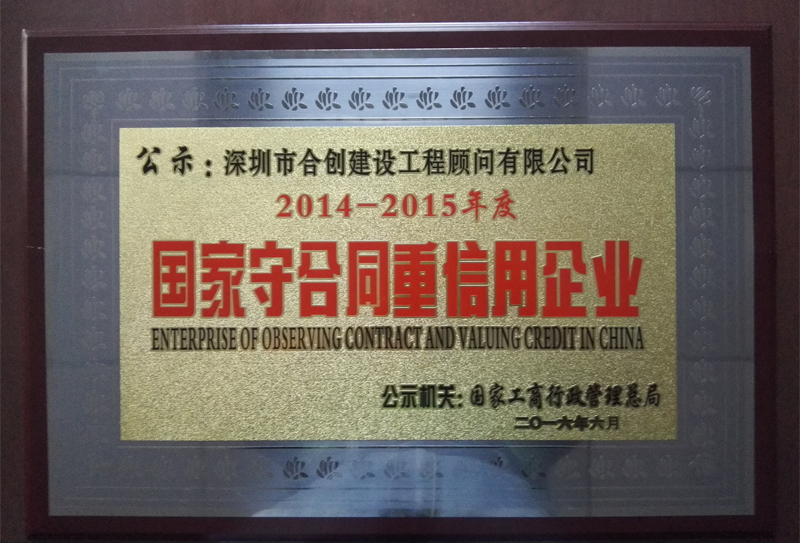 公示：深圳市合创建设工程顾问有限公司
2014-2015年度
国家守合同重信用企业
ENTERPRISE OF OBSERVING CONTRACT AND VALUING CREDIT IN CHINA
公示机关：国家工商行政管理总局
二〇一六年六月